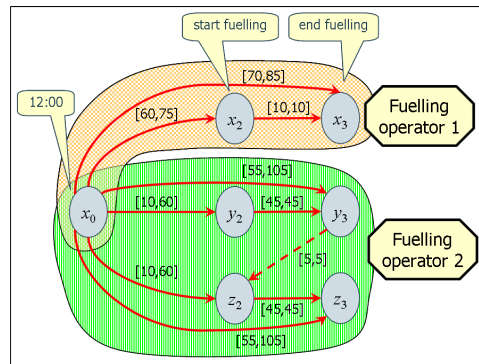 start fuelling
end fuelling
[70,85]
12:00
[60,75]
x2
[10,10]
x3
Fuelling
operator 1
[55,105]
x0
[10,60]
y2
[45,45]
y3
Fuelling
operator 2
[5,5]
[10,60]
z2
[45,45]
z3
[55,105]